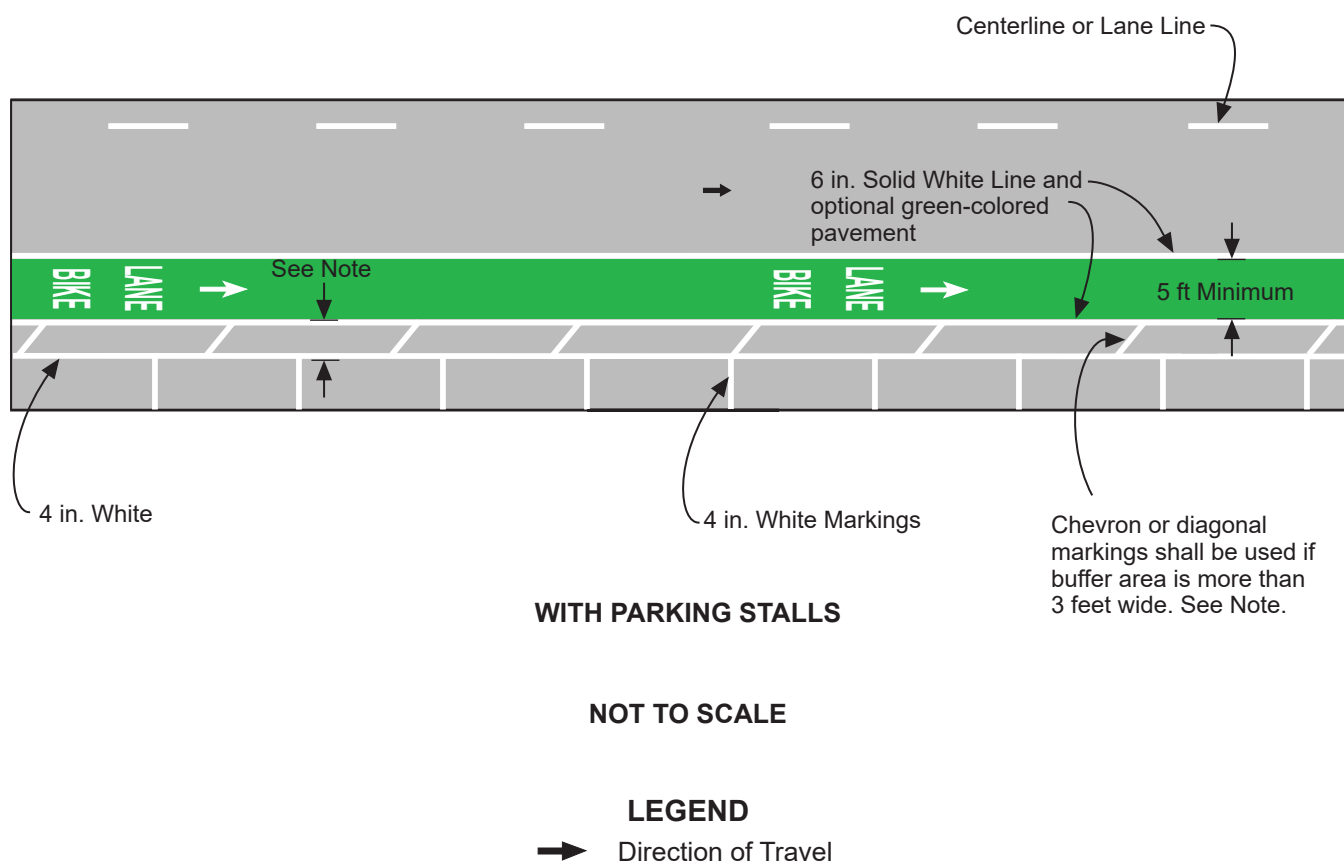 Centerline or Lane Line
6 in. Solid White Line and
optional green-colored
pavement
See Note
BIKE LANE
BIKE LANE
5 ft Minimum
4 in. White
4 in. White Markings
Chevron or diagonal
markings shall be used if
buffer area is more than
3 feet wide. See Note.
WITH PARKING STALLS
NOT TO SCALE
LEGEND
Direction of Travel